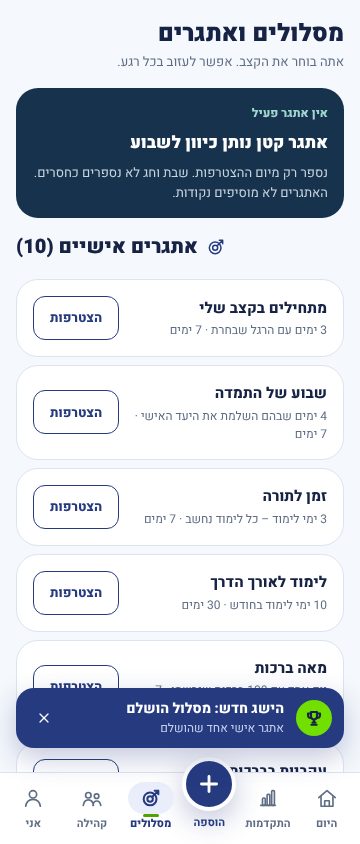 מסלולים ואתגרים
אתה בוחר את הקצב. אפשר לעזוב בכל רגע.
אין אתגר פעיל
אתגר קטן נותן כיוון לשבוע
נספר רק מיום ההצטרפות. שבת וחג לא נספרים כחסרים.
האתגרים לא מוסיפים נקודות.
אתגרים אישיים (10)
מתחילים בקצב שלי
3 ימים עם הרגל שבחרת · 7 ימים
הצטרפות
שבוע של התמדה
4 ימים שבהם השלמת את היעד האישי ·
7 ימים
הצטרפות
זמן לתורה
3 ימי לימוד – כל לימוד נחשב · 7 ימים
הצטרפות
לימוד לאורך הדרך
10 ימי לימוד בחודש · 30 ימים
הצטרפות
מאה ברכות
הצטרפות
הישג חדש: מסלול הושלם
אתגר אישי אחד שהושלם
היום
התקדמות
הוספה
מסלולים
קהילה
אני